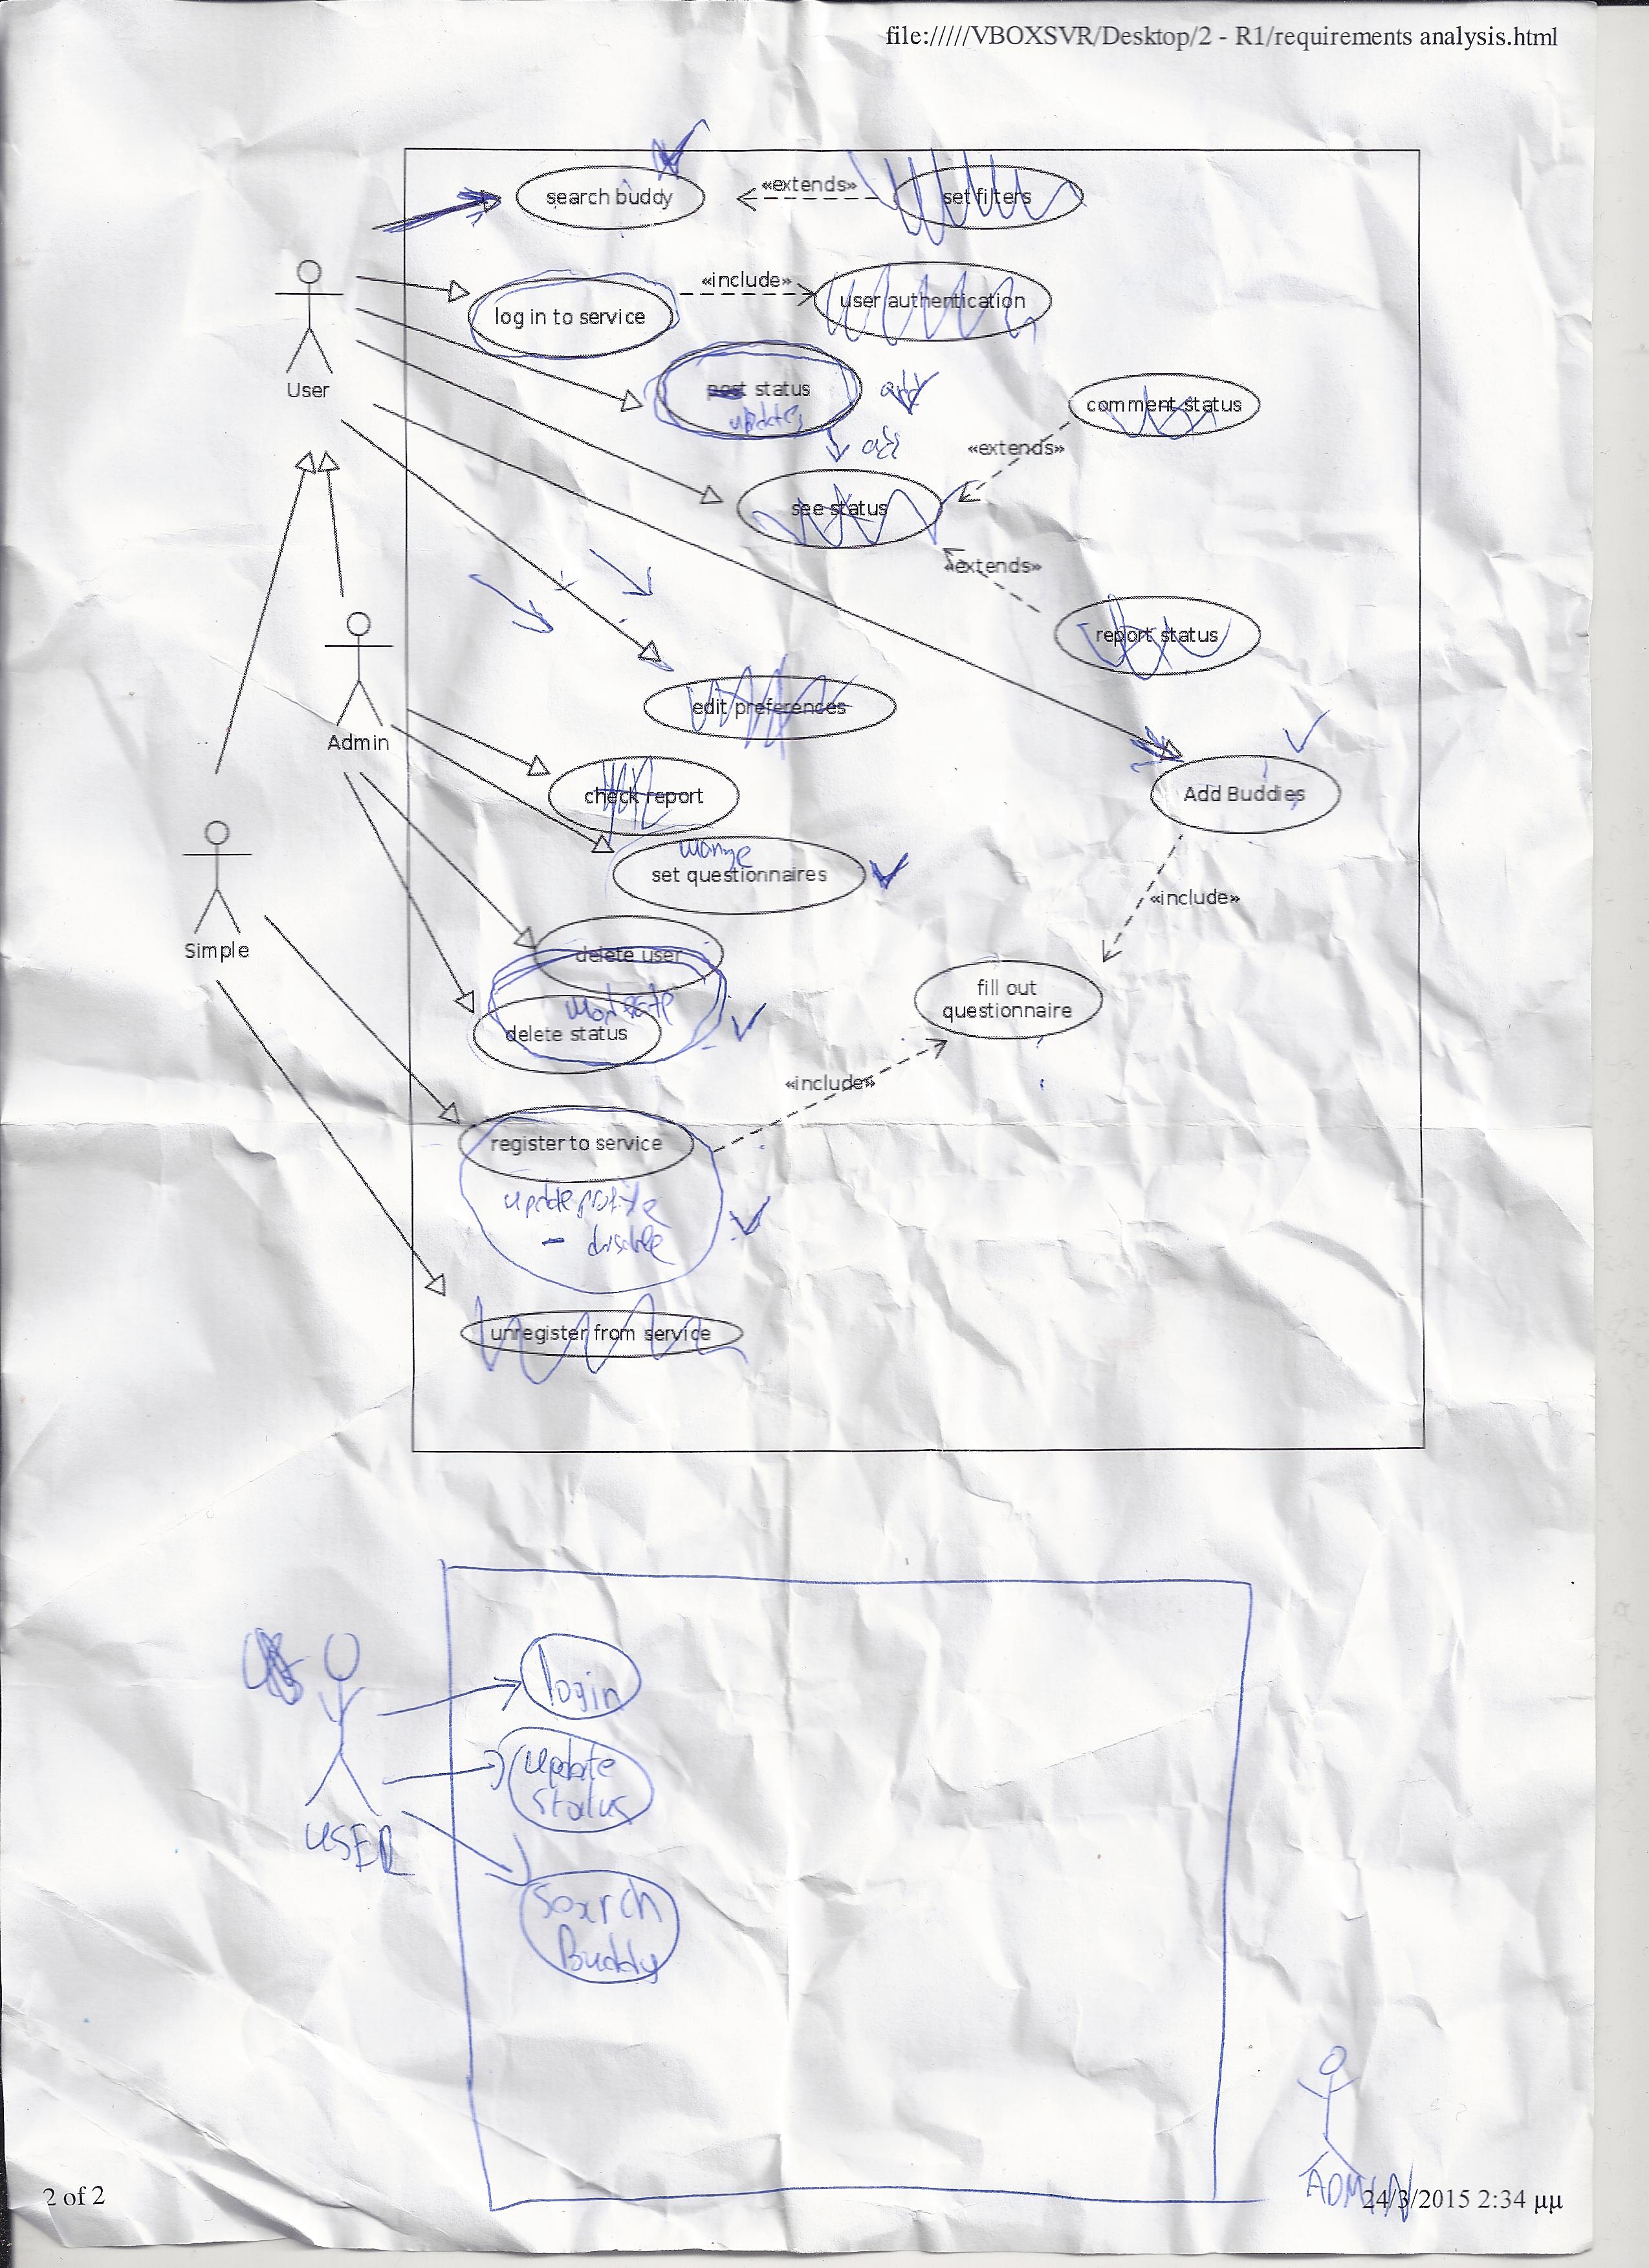 file://///VBOXSVR/Desktop/2 - R1/requirements analysis.html
search buddy
«extends»
set filters
log in to service
«include»
user authentication
User
post status
update
add
comment status
«extends»
see status
«extends»
report status
edit preferences
Admin
check report
Add Buddies
set questionnaires
«include»
Simple
delete user
moderate
delete status
fill out
questionnaire
«include»
register to service
update profile
- disable
unregister from service
login
update
status
USER
Search
Buddy
ADMIN
2 of 2
24/3/2015 2:34 μμ